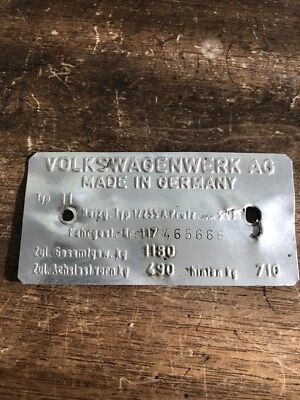 VOLKSWAGENWERK AG
MADE IN GERMANY
Typ 11
Fahrgest.-Nr. 117 465668
Zul. Gesamtgew. kg 1180
Zul. Achslast vorn kg 490 hinten kg 710